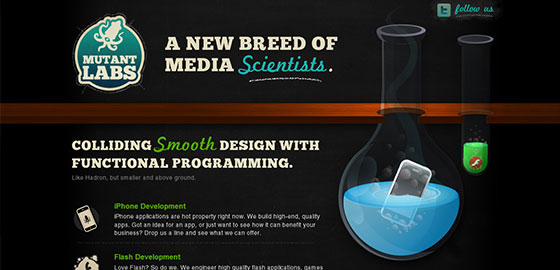 follow us
MUTANT
LABS
A NEW BREED OF
MEDIA Scientists.
COLLIDING Smooth DESIGN WITH
FUNCTIONAL PROGRAMMING.
Like Hadron, but smaller and above ground.
iPhone Development
iPhone applications are hot property right now. We build high-end, quality
apps. Got an idea for an app, or just want to see how it can benefit your
business? Drop us a line and see what we can offer.
Flash Development
Love Flash? So do we. We engineer high quality flash applications, games